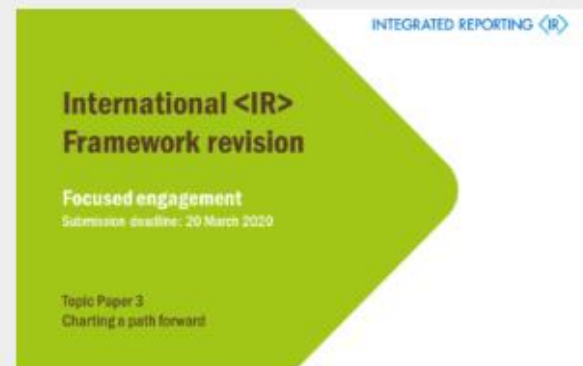 INTEGRATED REPORTING <IR>
International <IR>
Framework revision
Focused engagement
Submission deadline: 20 March 2020
Topic Paper 3
Charting a path forward